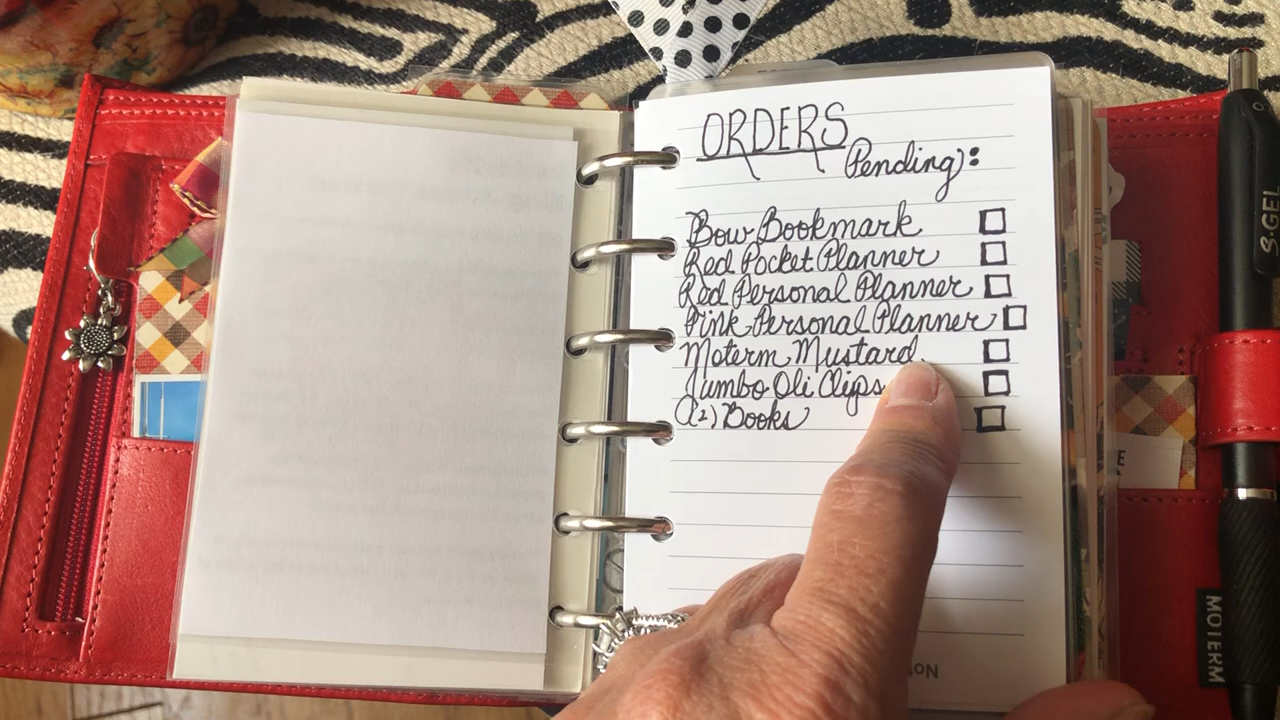 ORDERS
Pending:
Bow Bookmark
Red Pocket Planner
Red Personal Planner
Pink Personal Planner
Moterm Mustard
Jumbo Oli Clips
(2) Books
No
MOTERM
S.GEL